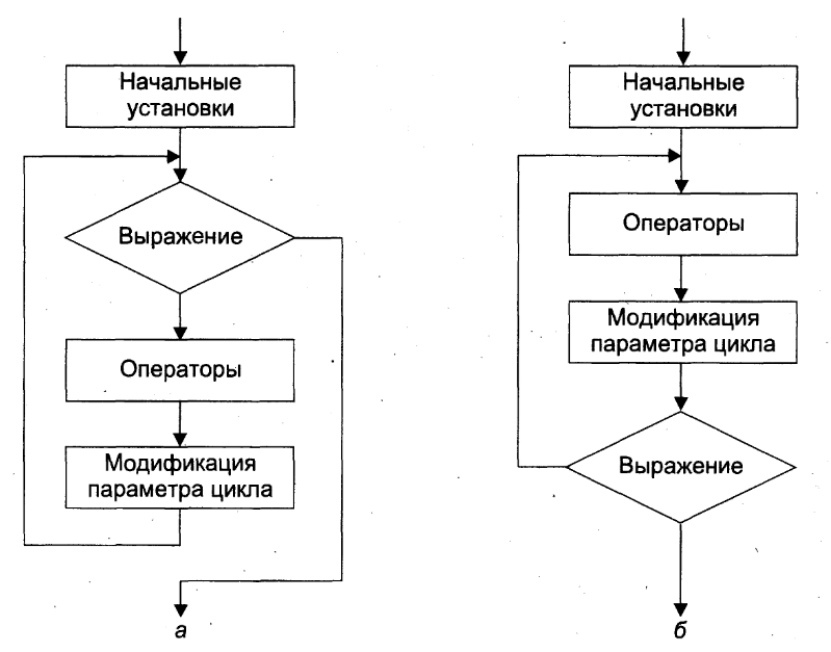 Начальные
установки
Выражение
Операторы
Модификация
параметра цикла
а
Начальные
установки
Операторы
Модификация
параметра цикла
Выражение
б